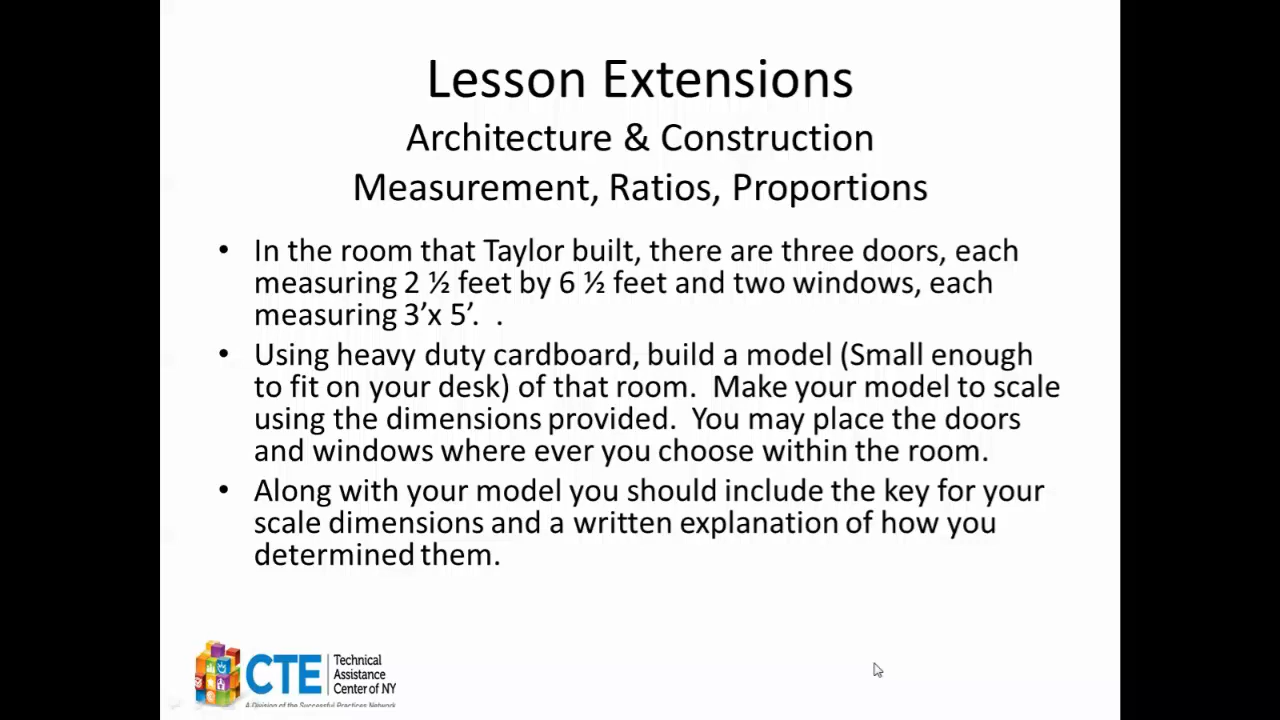 Lesson Extensions
Architecture & Construction
Measurement, Ratios, Proportions
• In the room that Taylor built, there are three doors, each
measuring 2 ½ feet by 6 ½ feet and two windows, each
measuring 3’x 5’.  .
• Using heavy duty cardboard, build a model (Small enough
to fit on your desk) of that room.  Make your model to scale
using the dimensions provided.  You may place the doors
and windows where ever you choose within the room.
• Along with your model you should include the key for your
scale dimensions and a written explanation of how you
determined them.
CTE
Technical
Assistance
Center of NY
A Division of the Successful Practices Network